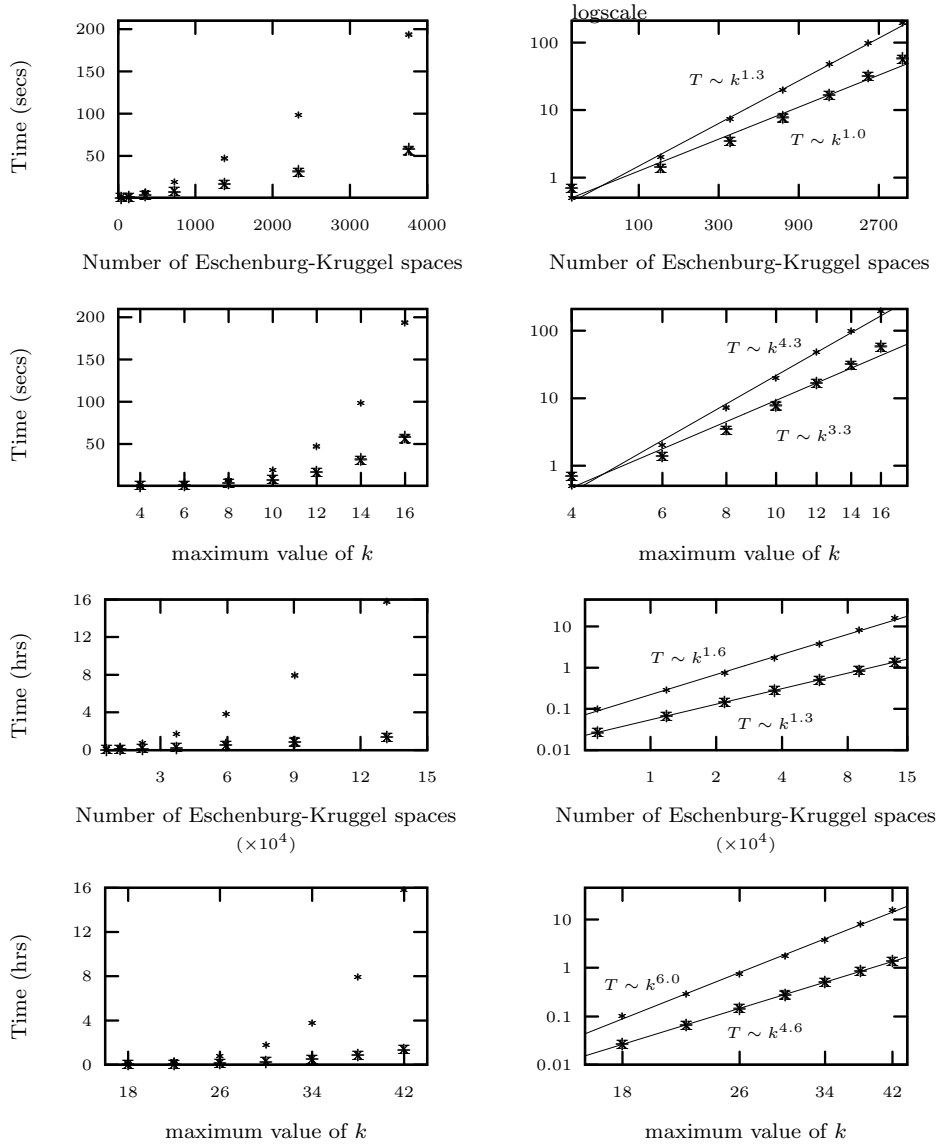 logscale
200
150
100
50
Time (secs)
0 1000 2000 3000 4000
Number of Eschenburg-Kruggel spaces
100
10
1
T ∼ k^1.3
T ∼ k^1.0
100 300 900 2700
Number of Eschenburg-Kruggel spaces
200
150
100
50
Time (secs)
4 6 8 10 12 14 16
maximum value of k
100
10
1
T ∼ k^4.3
T ∼ k^3.3
4 6 8 10 12 14 16
maximum value of k
16
12
8
4
0
Time (hrs)
3 6 9 12 15
Number of Eschenburg-Kruggel spaces
(×10^4)
10
1
0.1
0.01
T ∼ k^1.6
T ∼ k^1.3
1 2 4 8 15
Number of Eschenburg-Kruggel spaces
(×10^4)
16
12
8
4
0
Time (hrs)
18 26 34 42
maximum value of k
10
1
0.1
0.01
T ∼ k^6.0
T ∼ k^4.6
18 26 34 42
maximum value of k